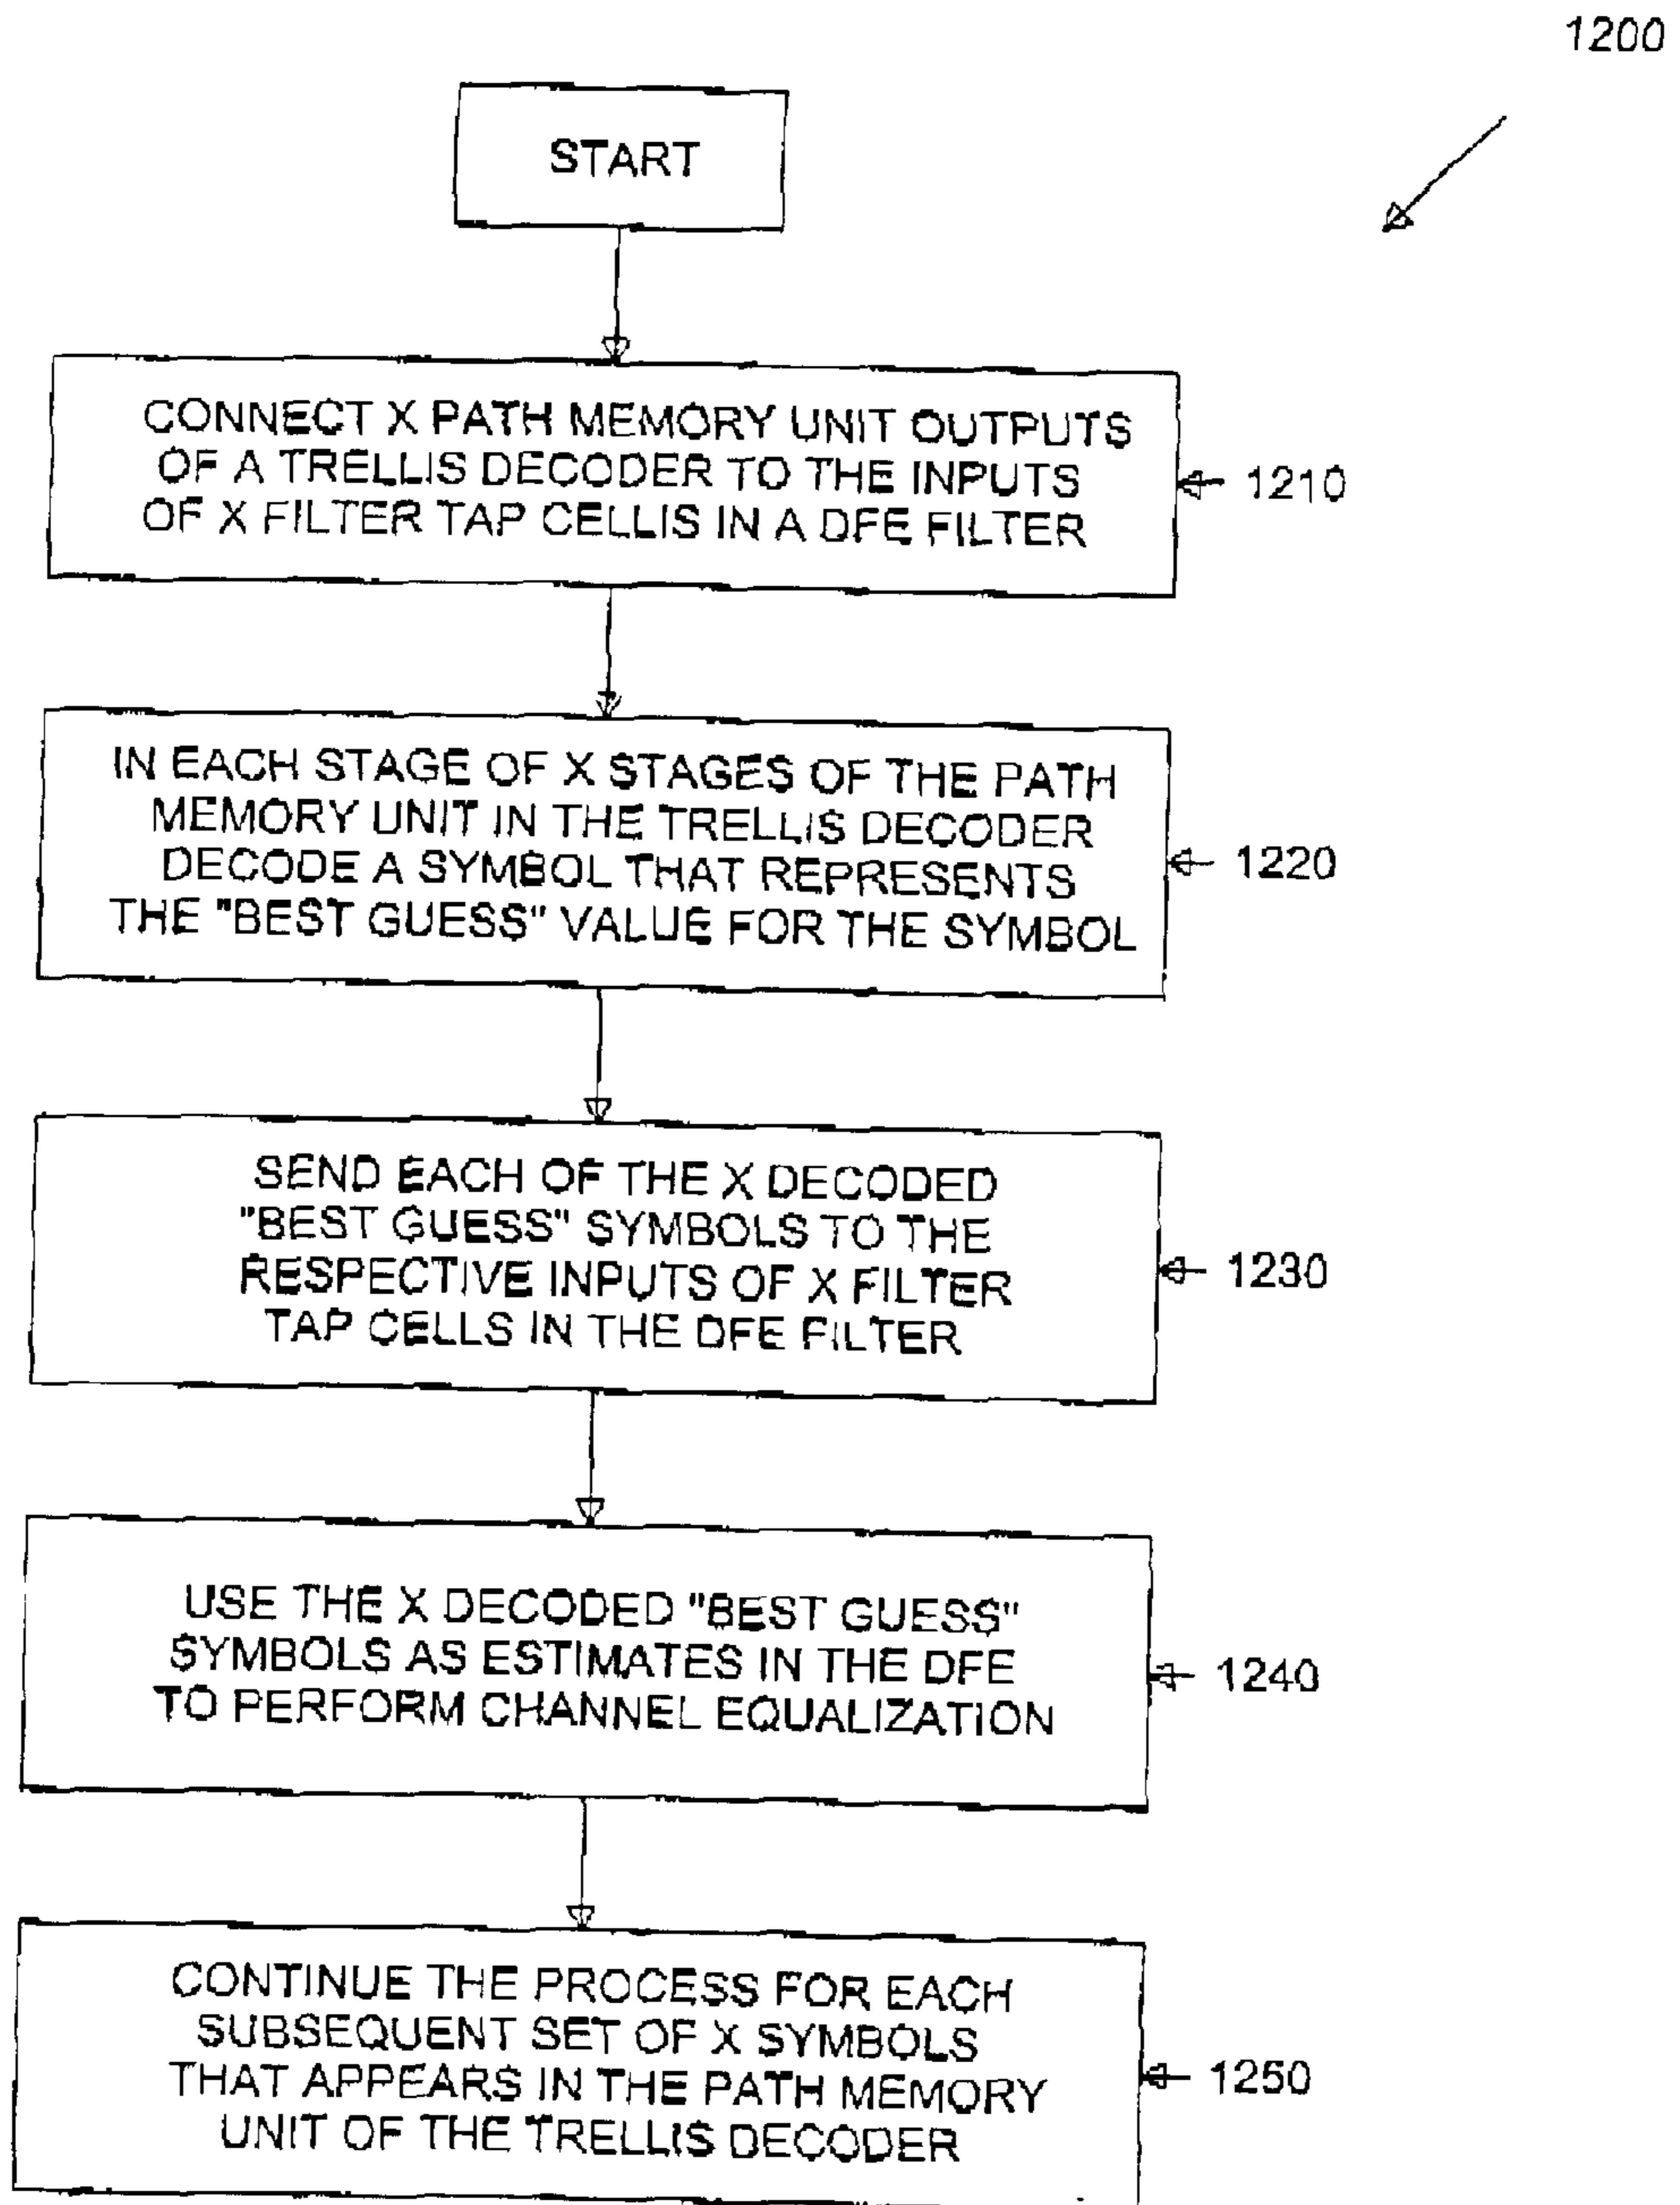 1200
START
CONNECT X PATH MEMORY UNIT OUTPUTS
OF A TRELLIS DECODER TO THE INPUTS
OF X FILTER TAP CELLIS IN A DFE FILTER
1210
IN EACH STAGE OF X STAGES OF THE PATH
MEMORY UNIT IN THE TRELLIS DECODER
DECODE A SYMBOL THAT REPRESENTS
THE "BEST GUESS" VALUE FOR THE SYMBOL
1220
SEND EACH OF THE X DECODED
"BEST GUESS" SYMBOLS TO THE
RESPECTIVE INPUTS OF X FILTER
TAP CELLS IN THE DFE FILTER
1230
USE THE X DECODED "BEST GUESS"
SYMBOLS AS ESTIMATES IN THE DFE
TO PERFORM CHANNEL EQUALIZATION
1240
CONTINUE THE PROCESS FOR EACH
SUBSEQUENT SET OF X SYMBOLS
THAT APPEARS IN THE PATH MEMORY
UNIT OF THE TRELLIS DECODER
1250